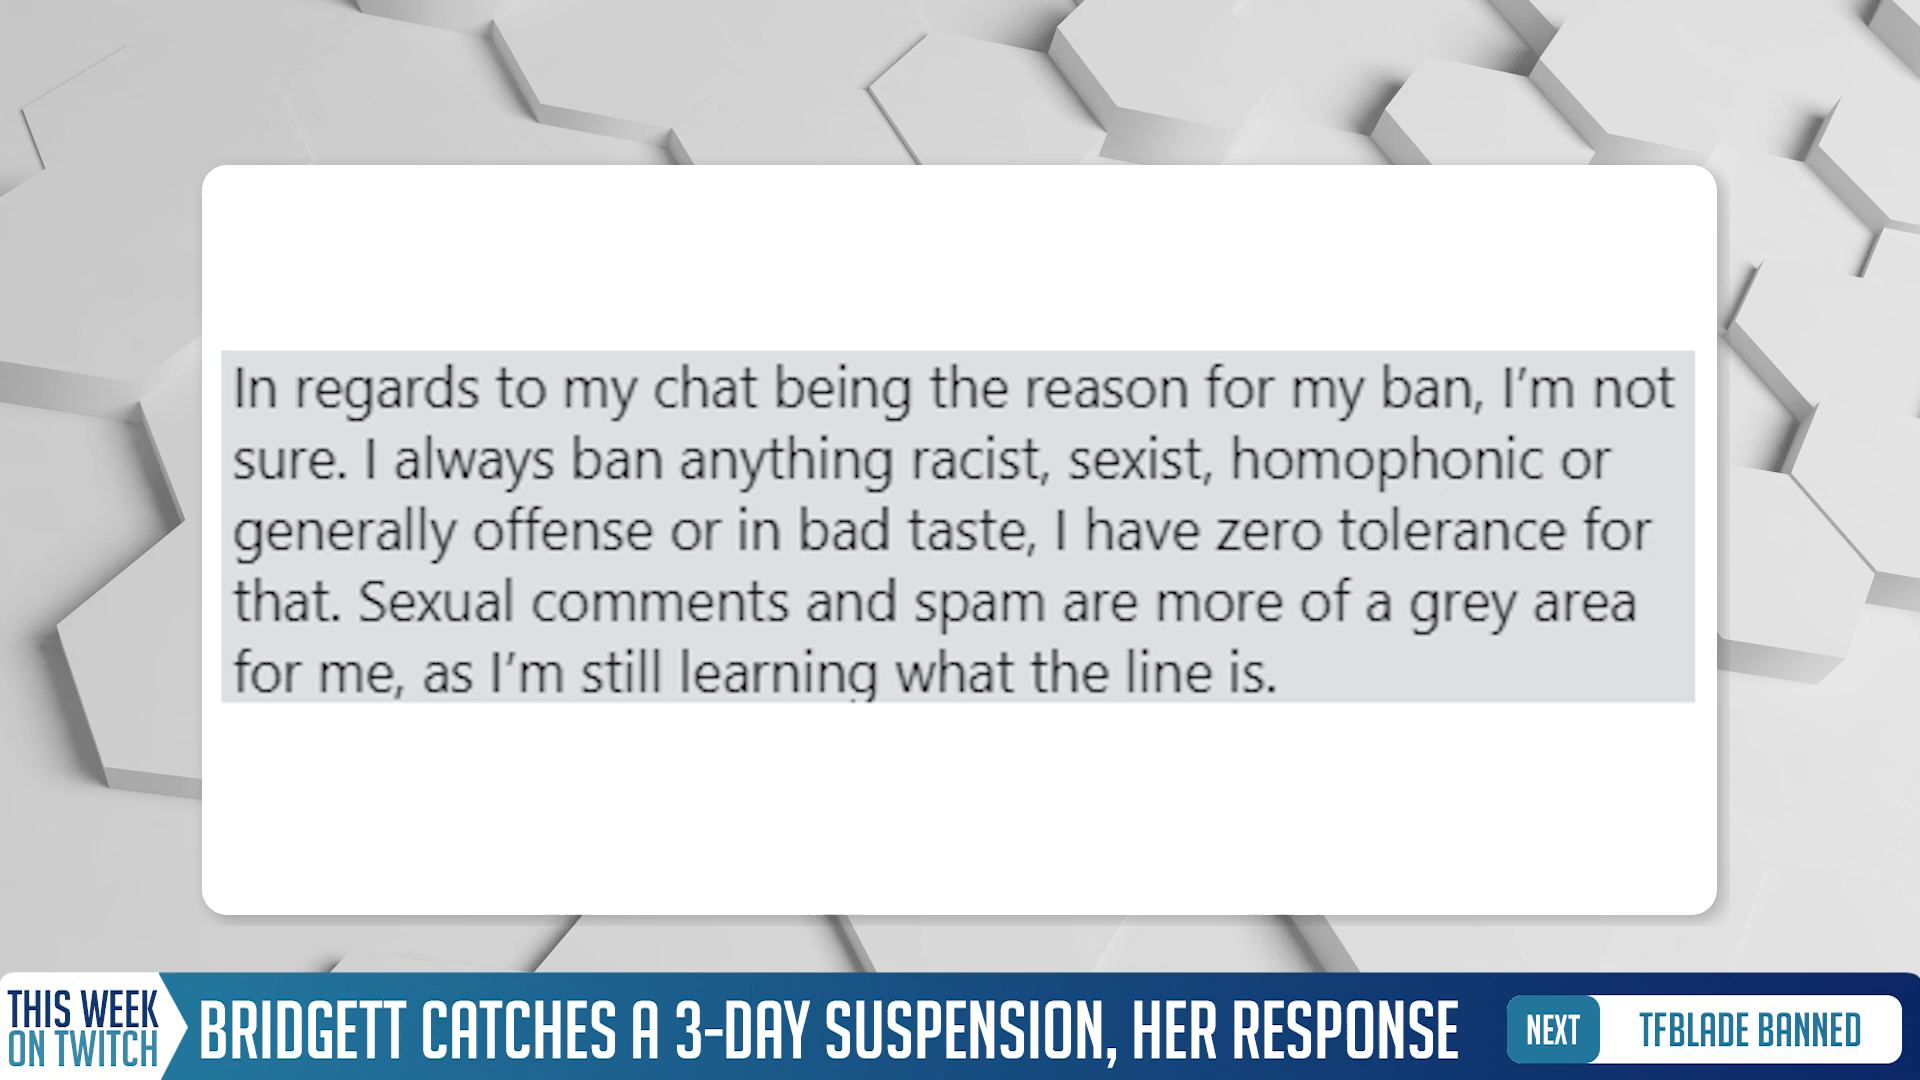 In regards to my chat being the reason for my ban, I’m not
sure. I always ban anything racist, sexist, homophonic or
generally offense or in bad taste, I have zero tolerance for
that. Sexual comments and spam are more of a grey area
for me, as I’m still learning what the line is.
THIS WEEK
ON TWITCH
BRIDGETT CATCHES A 3-DAY SUSPENSION, HER RESPONSE
NEXT
TFBLADE BANNED